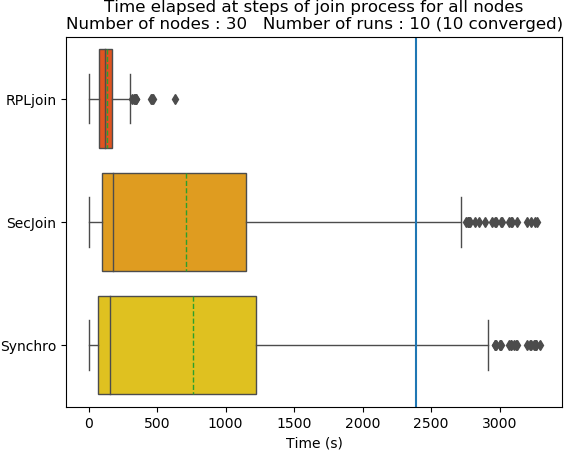 Time elapsed at steps of join process for all nodes
Number of nodes : 30   Number of runs : 10 (10 converged)
RPLjoin
SecJoin
Synchro
0 500 1000 1500 2000 2500 3000
Time (s)